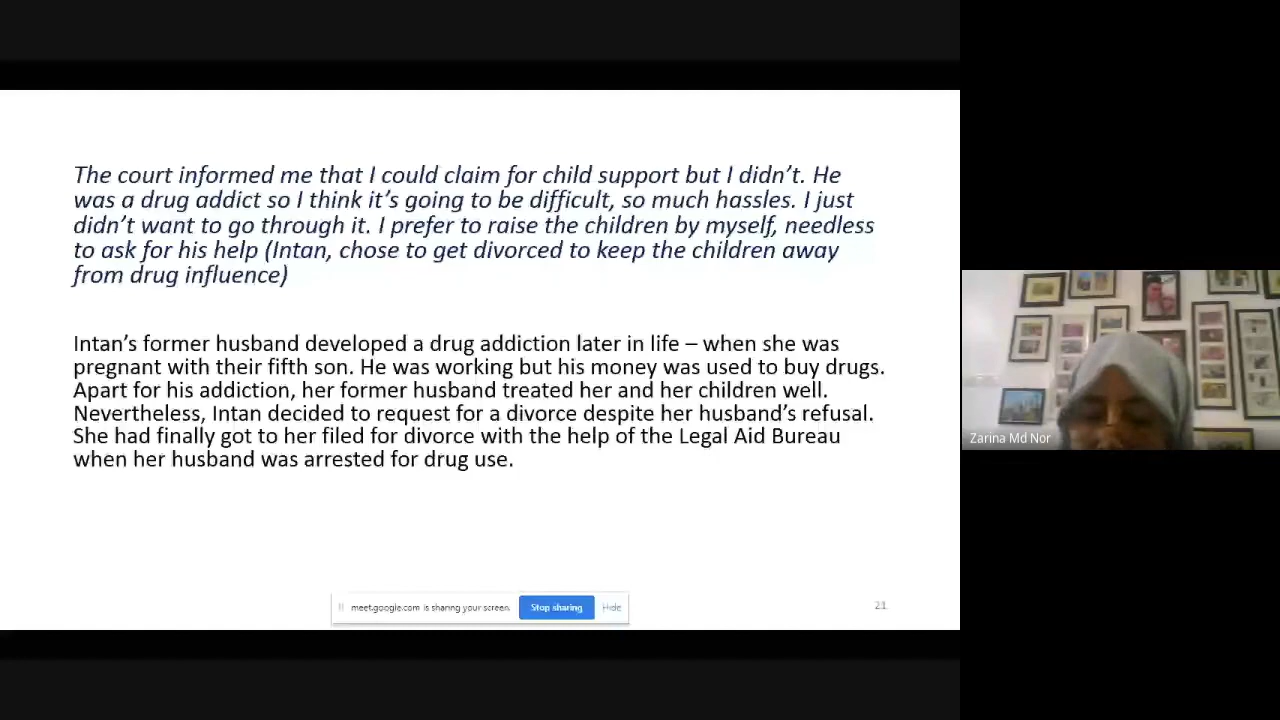 The court informed me that I could claim for child support but I didn't. He
was a drug addict so I think it's going to be difficult, so much hassles. I just
didn't want to go through it. I prefer to raise the children by myself, needless
to ask for his help (Intan, chose to get divorced to keep the children away
from drug influence)
Intan's former husband developed a drug addiction later in life – when she was
pregnant with their fifth son. He was working but his money was used to buy drugs.
Apart for his addiction, her former husband treated her and her children well.
Nevertheless, Intan decided to request for a divorce despite her husband's refusal.
She had finally got to her filed for divorce with the help of the Legal Aid Bureau
when her husband was arrested for drug use.
meet.google.com is sharing your screen. Stop sharing Hide
21
Zarina Md Nor